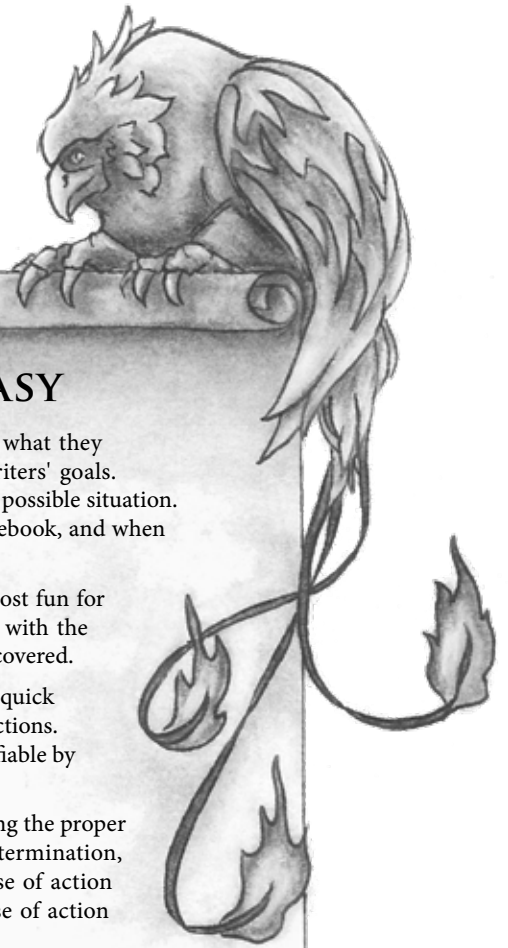 ASY
what they
riters' goals.
possible situation.
ebook, and when
ost fun for
with the
covered.
quick
ctions.
fiable by
ng the proper
termination,
se of action
se of action